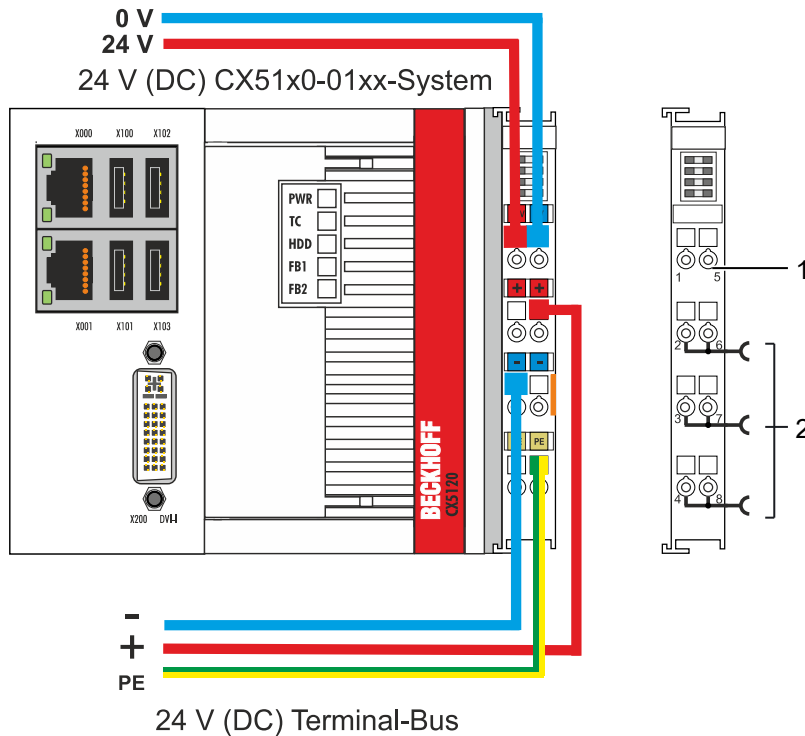 0 V
24 V
24 V (DC) CX51x0-01xx-System
X000 X100 X102
PWR
TC
HDD
FB1
FB2
X001 X101 X103
X200 DVI-I
BECKHOFF
CX5120
+ +
- -
PE
1 5
2 6
3 7
4 8
1
2
-
+
PE
24 V (DC) Terminal-Bus